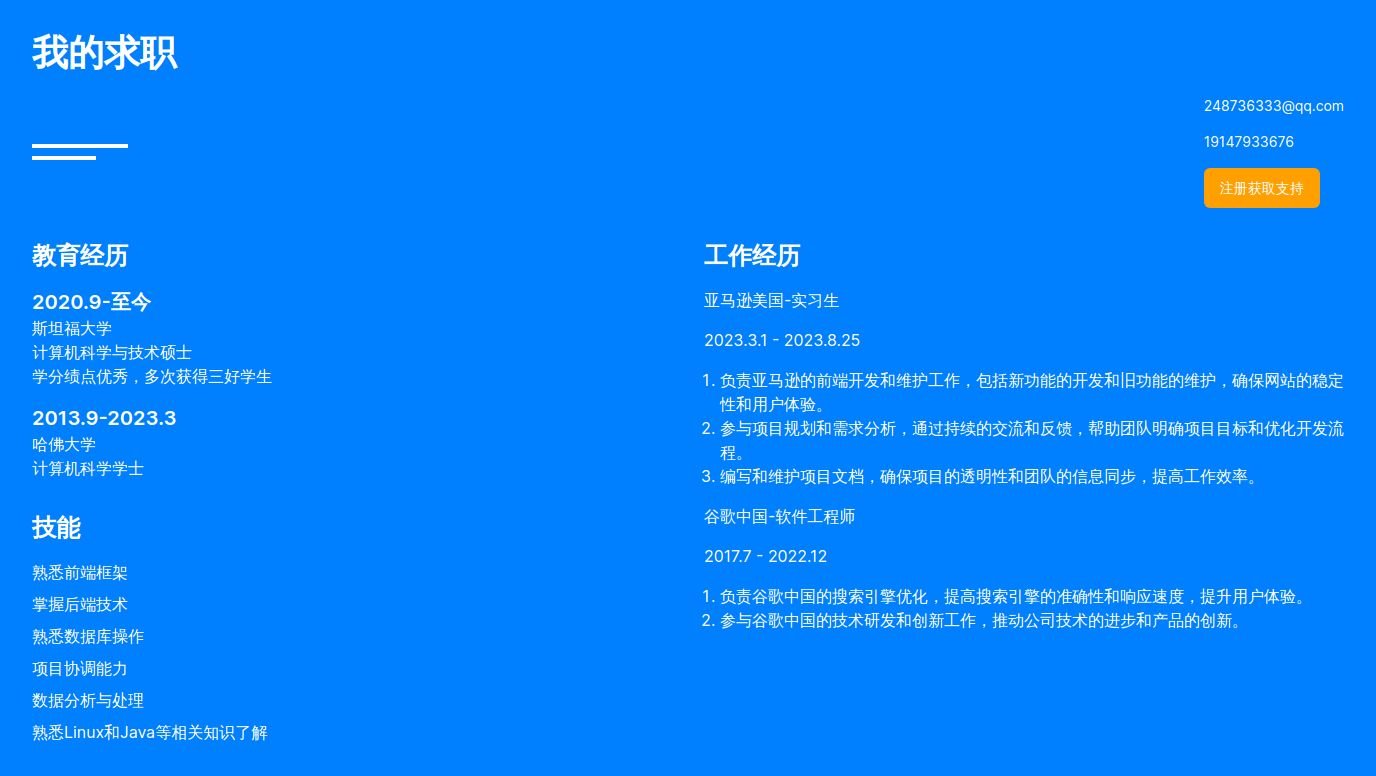 我的求职
248736333@qq.com
19147933676
注册获取支持
教育经历
2020.9-至今
斯坦福大学
计算机科学与技术硕士
学分绩点优秀，多次获得三好学生
2013.9-2023.3
哈佛大学
计算机科学学士
技能
熟悉前端框架
掌握后端技术
熟悉数据库操作
项目协调能力
数据分析与处理
熟悉Linux和Java等相关知识了解
工作经历
亚马逊美国-实习生
2023.3.1 - 2023.8.25
1. 负责亚马逊的前端开发和维护工作，包括新功能的开发和旧功能的维护，确保网站的稳定
性和用户体验。
2. 参与项目规划和需求分析，通过持续的交流和反馈，帮助团队明确项目目标和优化开发流
程。
3. 编写和维护项目文档，确保项目的透明性和团队的信息同步，提高工作效率。
谷歌中国-软件工程师
2017.7 - 2022.12
1. 负责谷歌中国的搜索引擎优化，提高搜索引擎的准确性和响应速度，提升用户体验。
2. 参与谷歌中国的技术研发和创新工作，推动公司技术的进步和产品的创新。